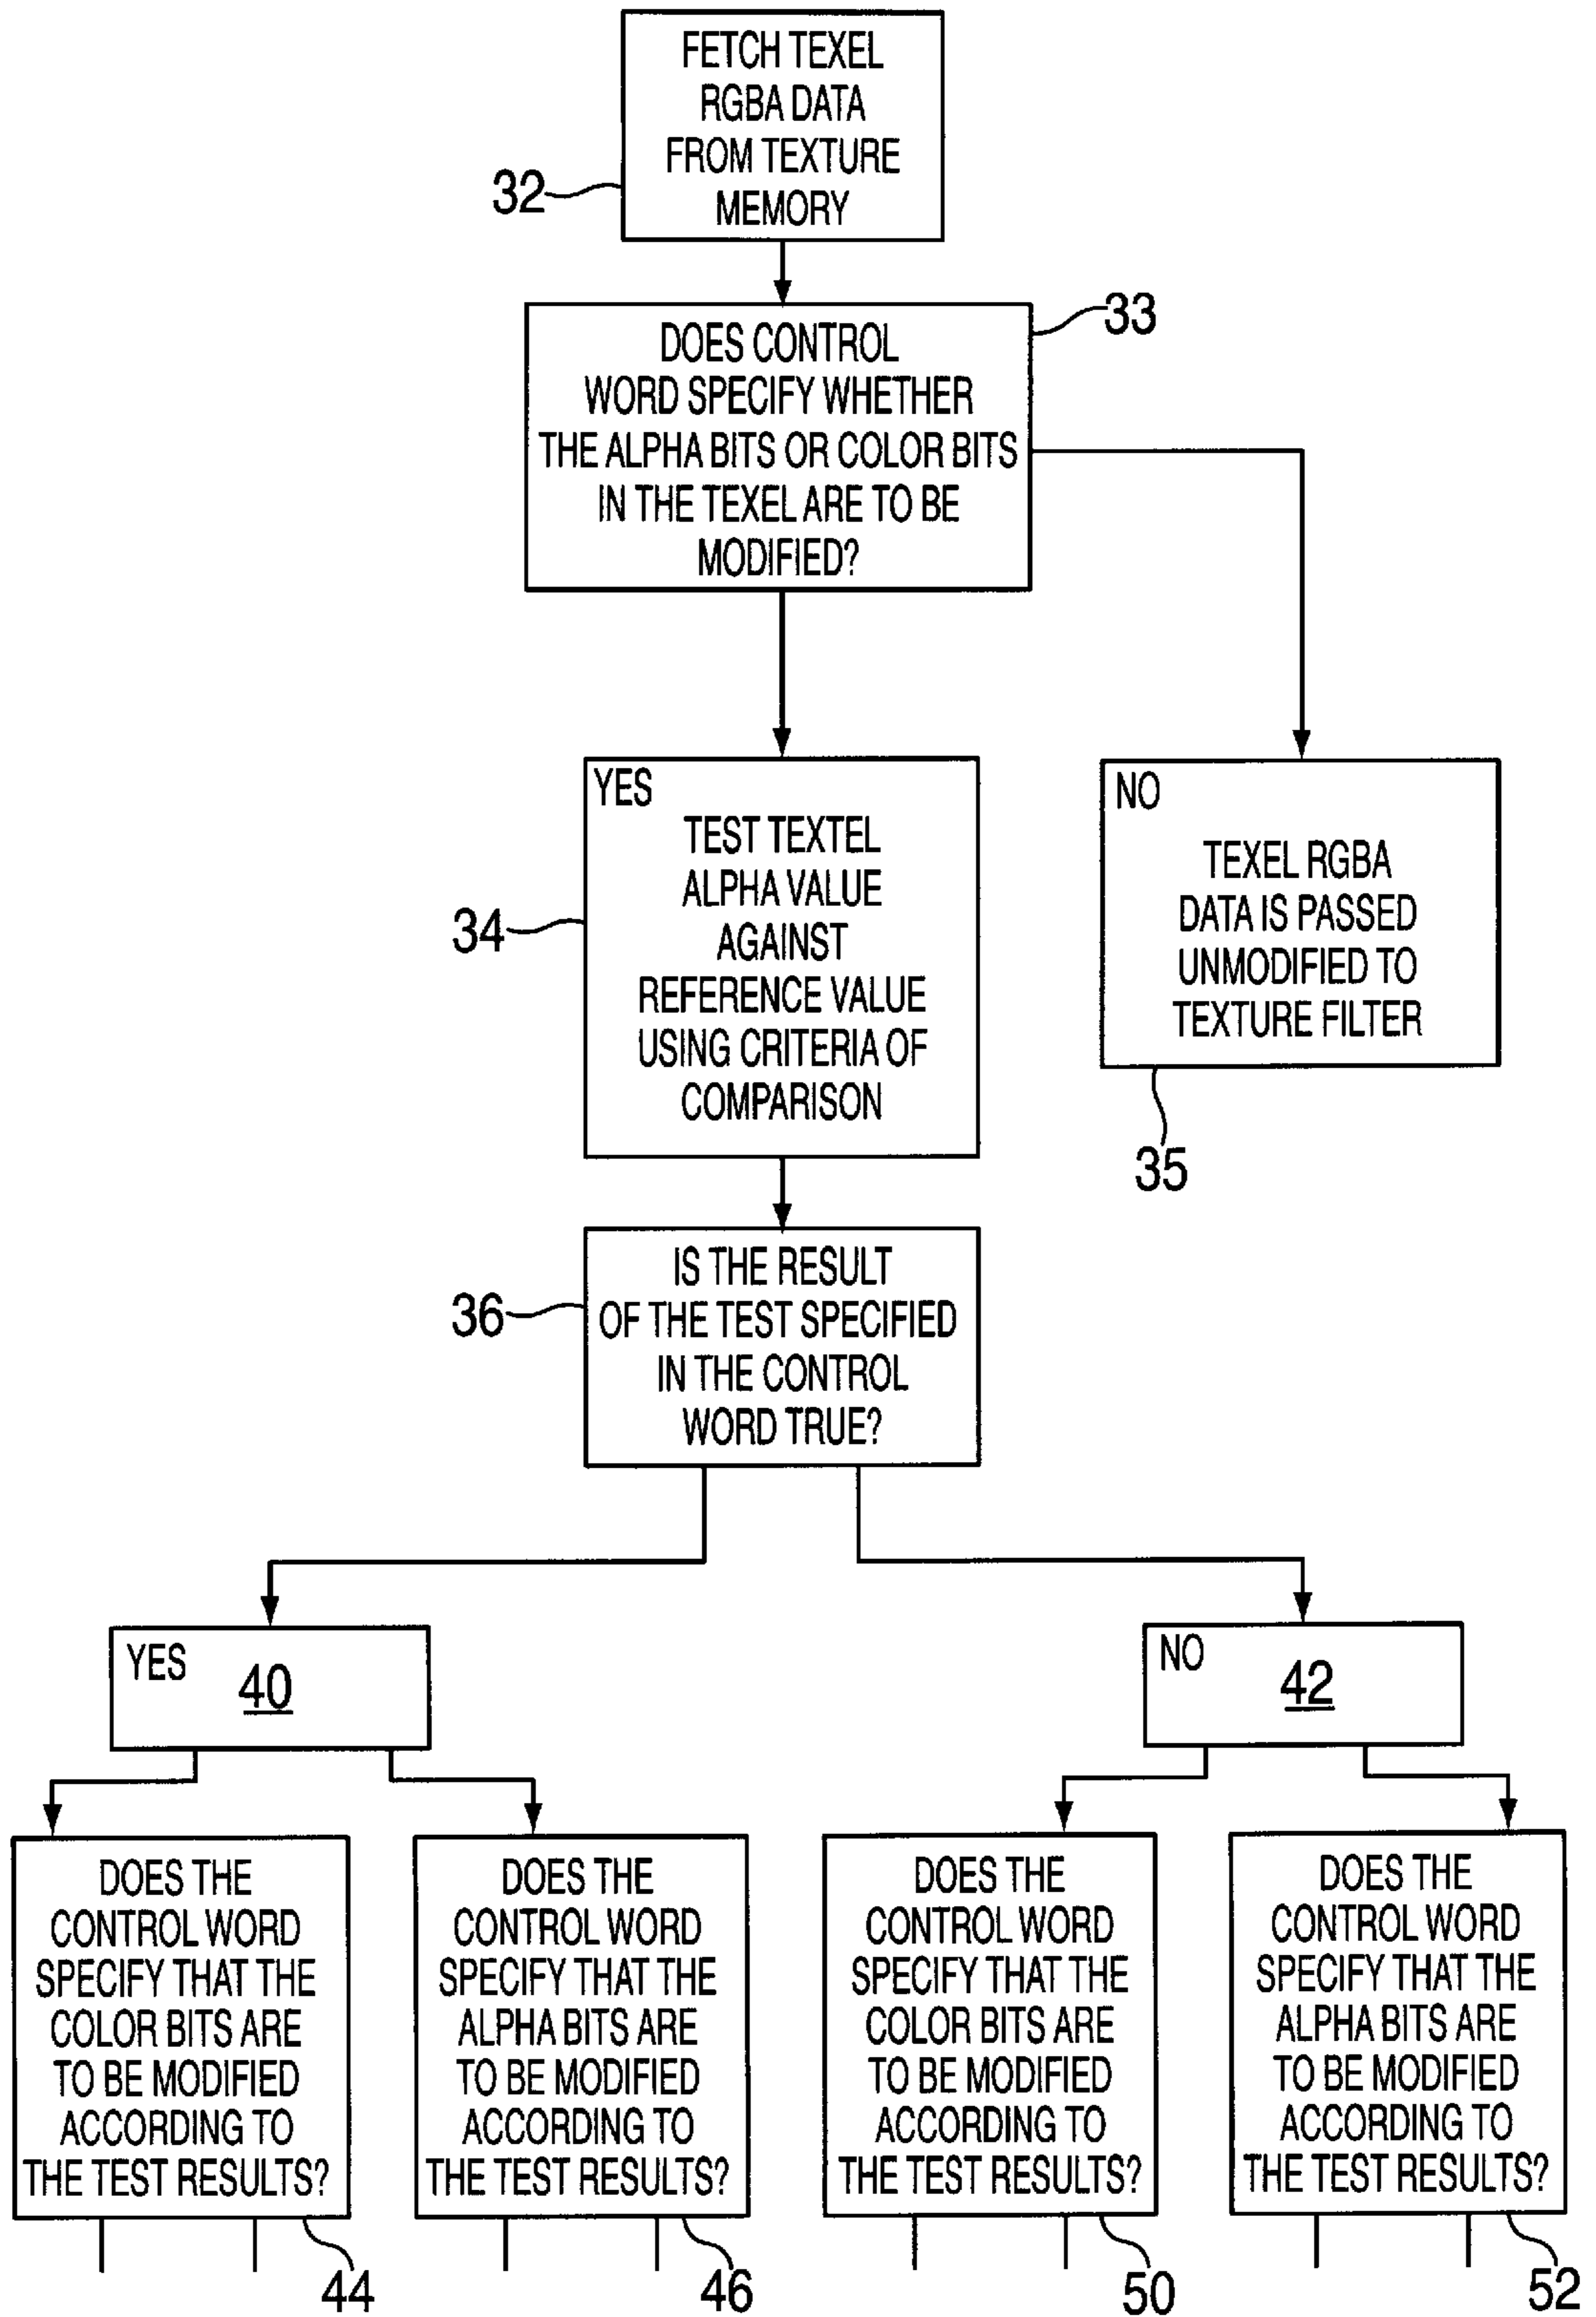 FETCH TEXEL
RGBA DATA
FROM TEXTURE
MEMORY
32
DOES CONTROL
WORD SPECIFY WHETHER
THE ALPHA BITS OR COLOR BITS
IN THE TEXEL ARE TO BE
MODIFIED?
33
YES
TEST TEXTEL
ALPHA VALUE
AGAINST
REFERENCE VALUE
USING CRITERIA OF
COMPARISON
34
NO
TEXEL RGBA
DATA IS PASSED
UNMODIFIED TO
TEXTURE FILTER
35
IS THE RESULT
OF THE TEST SPECIFIED
IN THE CONTROL
WORD TRUE?
36
YES
40
NO
42
DOES THE
CONTROL WORD
SPECIFY THAT THE
COLOR BITS ARE
TO BE MODIFIED
ACCORDING TO
THE TEST RESULTS?
44
DOES THE
CONTROL WORD
SPECIFY THAT THE
ALPHA BITS ARE
TO BE MODIFIED
ACCORDING TO
THE TEST RESULTS?
46
DOES THE
CONTROL WORD
SPECIFY THAT THE
COLOR BITS ARE
TO BE MODIFIED
ACCORDING TO
THE TEST RESULTS?
50
DOES THE
CONTROL WORD
SPECIFY THAT THE
ALPHA BITS ARE
TO BE MODIFIED
ACCORDING TO
THE TEST RESULTS?
52